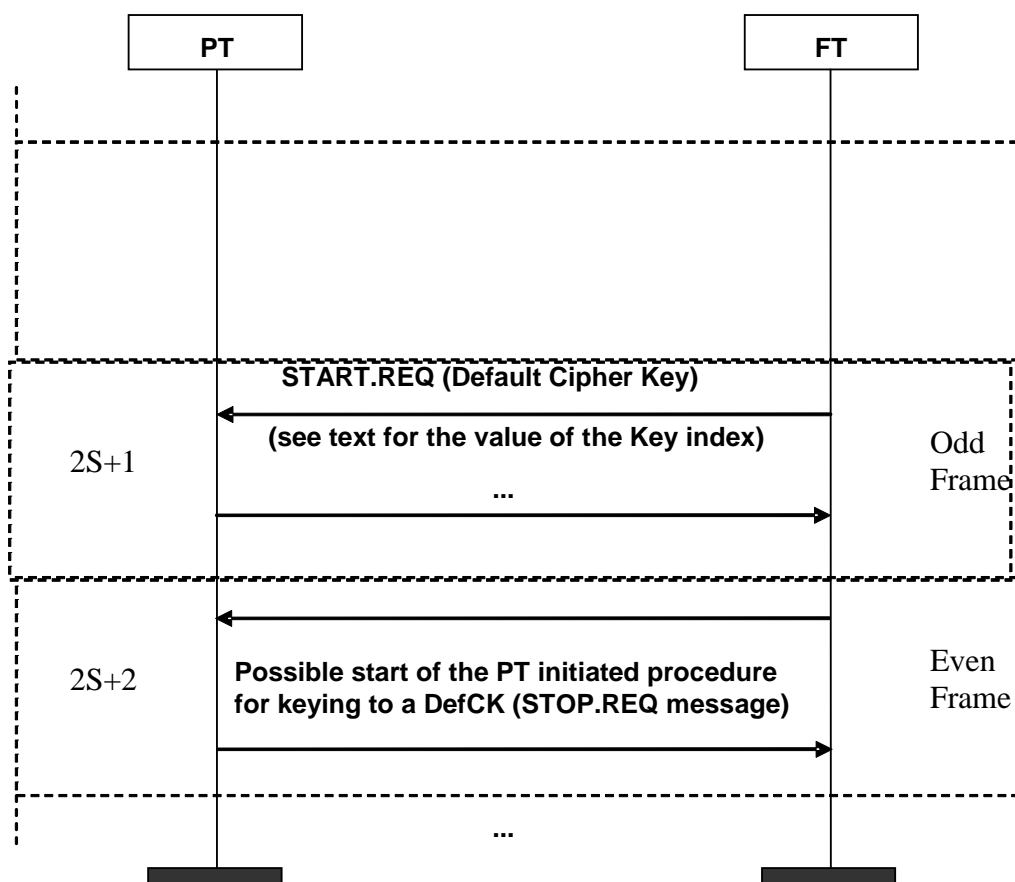 PT
FT
START.REQ (Default Cipher Key)
(see text for the value of the Key index)
2S+1
Odd
Frame
...
2S+2
Possible start of the PT initiated procedure
for keying to a DefCK (STOP.REQ message)
Even
Frame
...